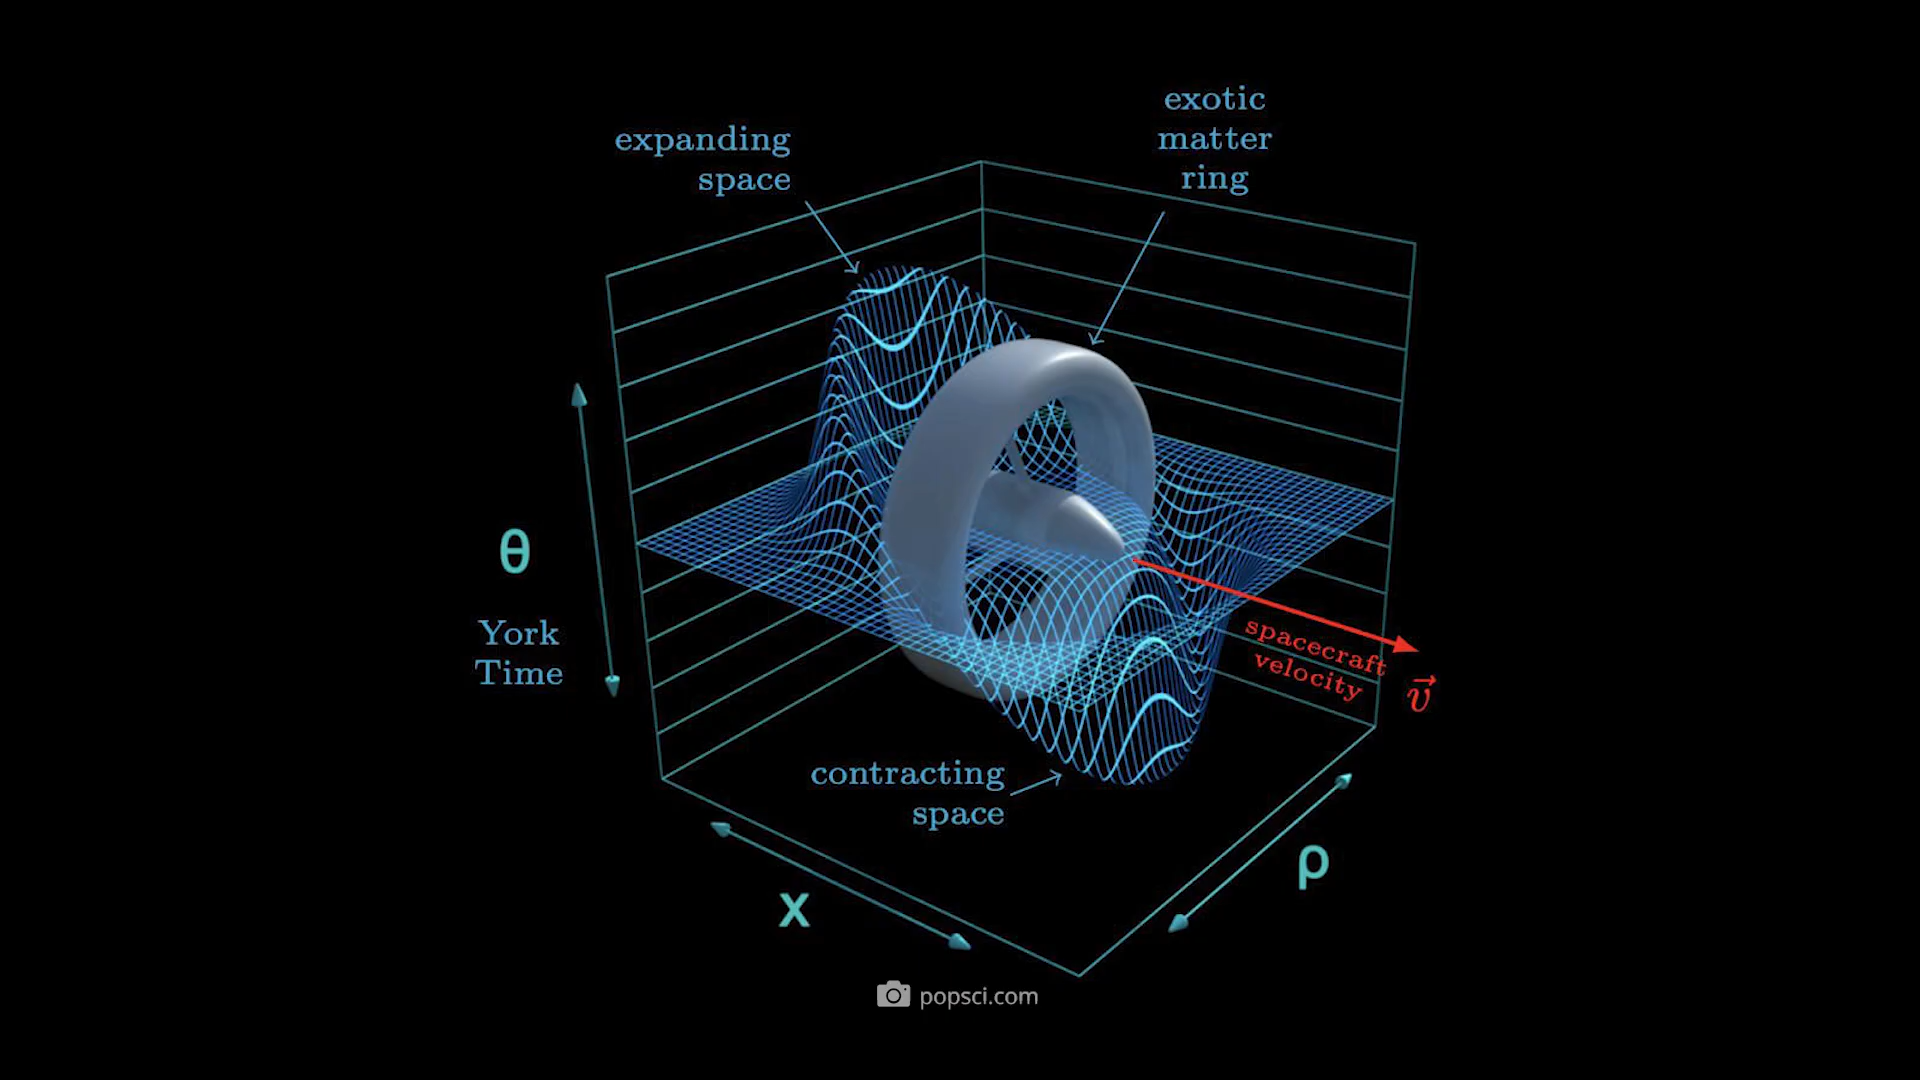 exotic
matter
ring
expanding
space
θ
York
Time
spacecraft
velocity
v⃗
contracting
space
x
ρ
popsci.com